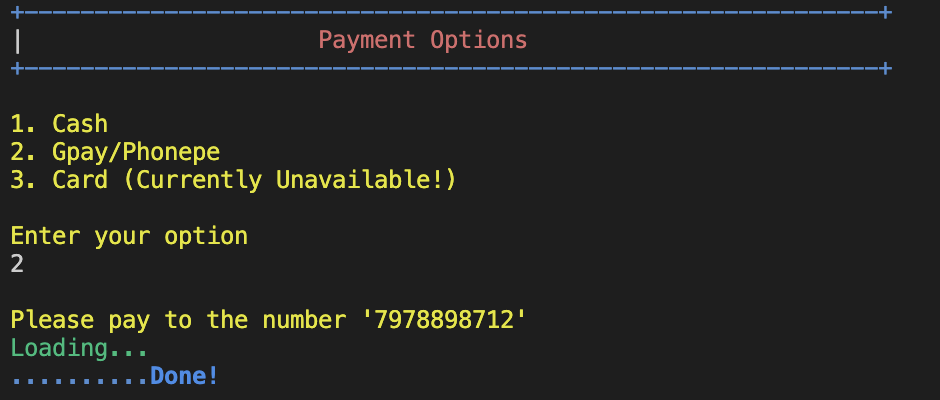 +-------------------------------------------------------------+
|                     Payment Options
+-------------------------------------------------------------+
1. Cash
2. Gpay/Phonepe
3. Card (Currently Unavailable!)
Enter your option
2
Please pay to the number '7978898712'
Loading...
..........Done!